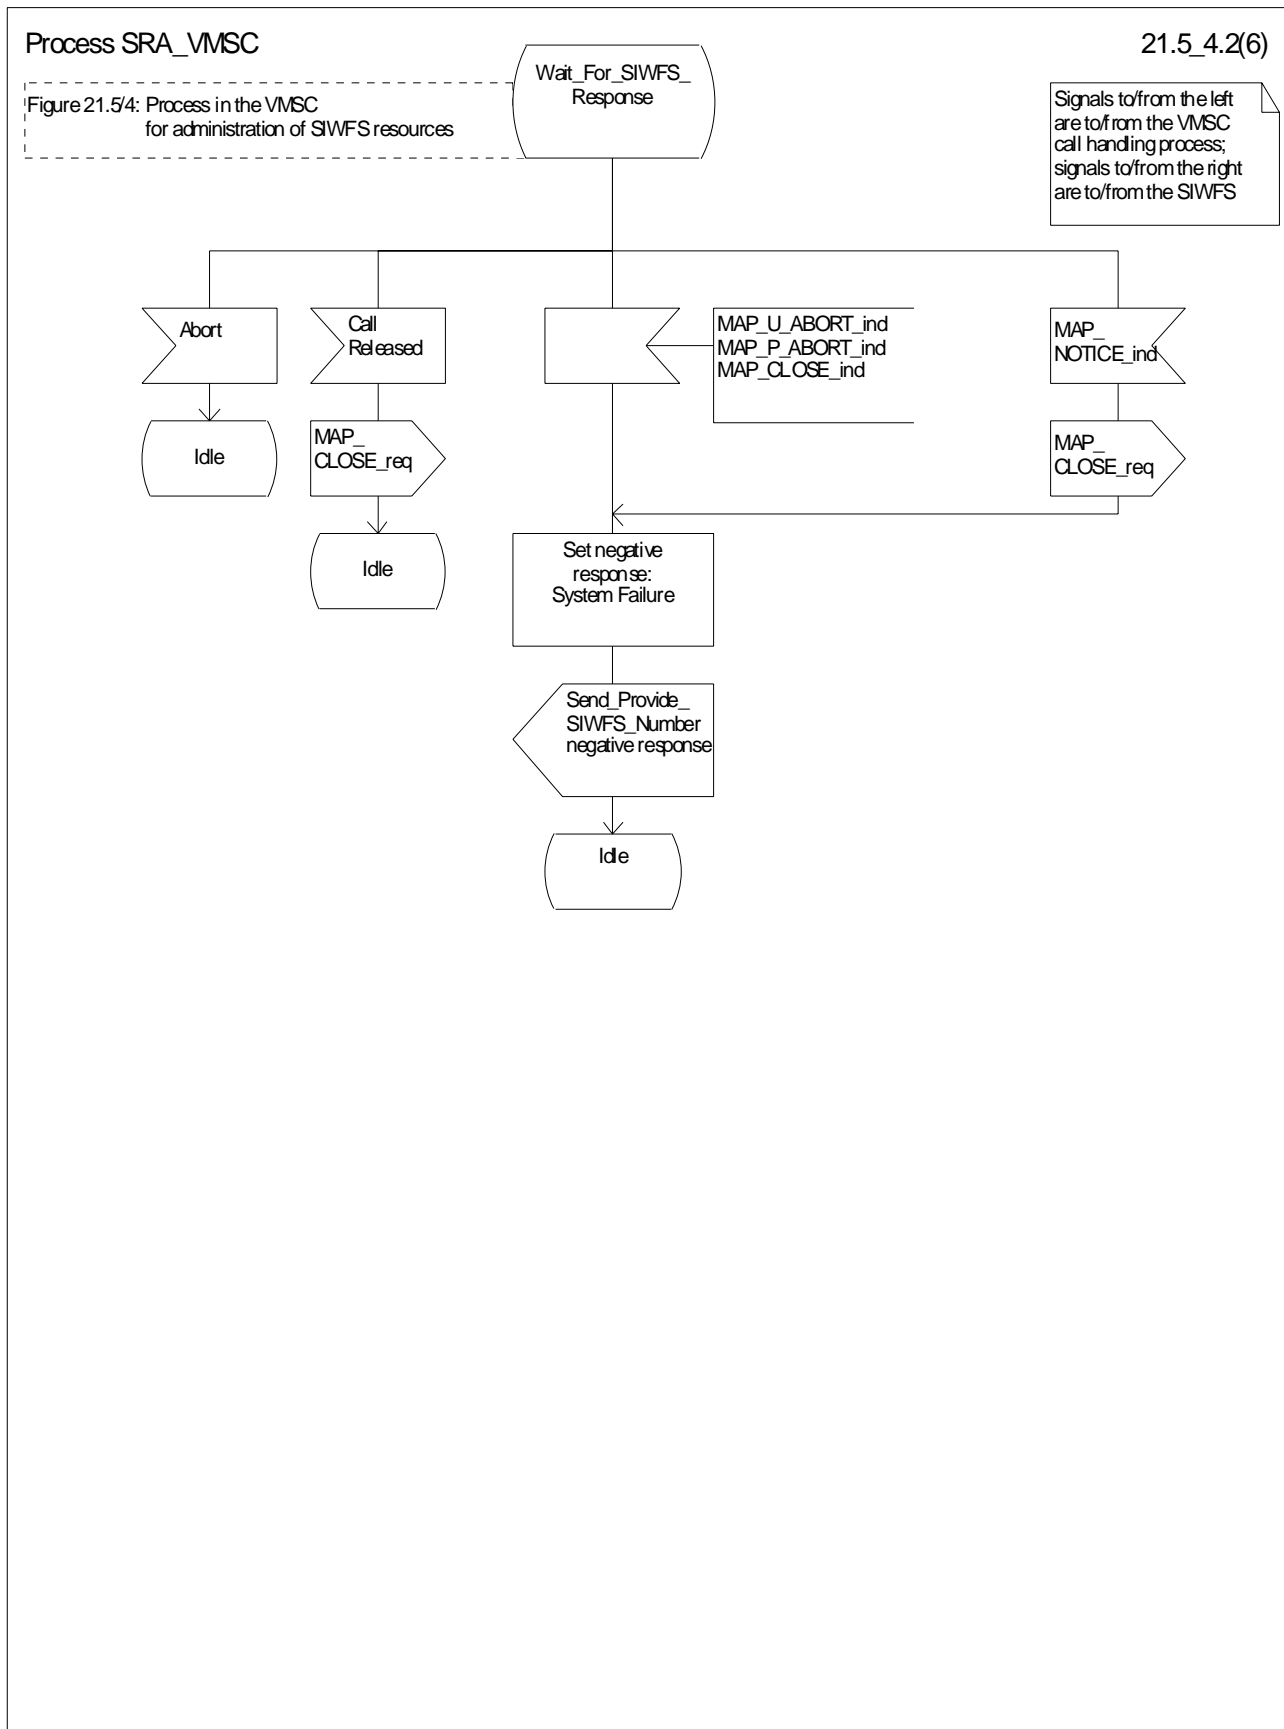 Process SRA_VMSC
21.5_4.2(6)
Figure 21.5/4: Process in the VMSC
for administration of SIWFS resources
Wait_For_SIWFS_
Response
Signals to/from the left
are to/from the VMSC
call handling process;
signals to/from the right
are to/from the SIWFS
Abort
Call
Released
MAP_U_ABORT_ind
MAP_P_ABORT_ind
MAP_CLOSE_ind
MAP_
NOTICE_ind
Idle
MAP_
CLOSE_req
MAP_
CLOSE_req
Idle
Set negative
response:
System Failure
Send_Provide_
SIWFS_Number
negative response
Idle